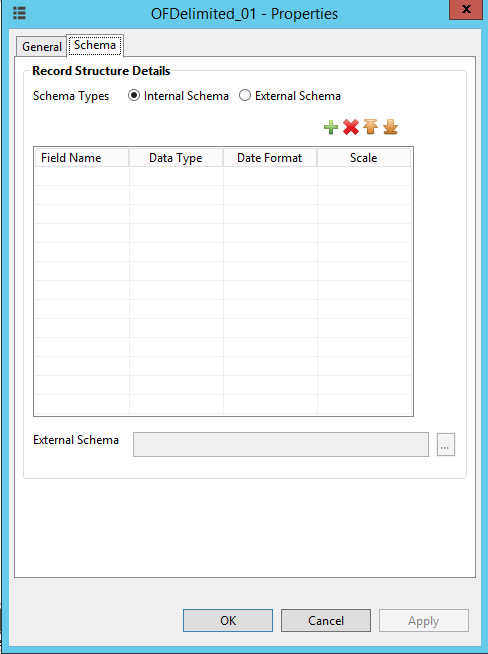 OFDelimited_01 - Properties
General Schema
Record Structure Details
Schema Types Internal Schema External Schema
Field Name Data Type Date Format Scale
External Schema ...
OK Cancel Apply